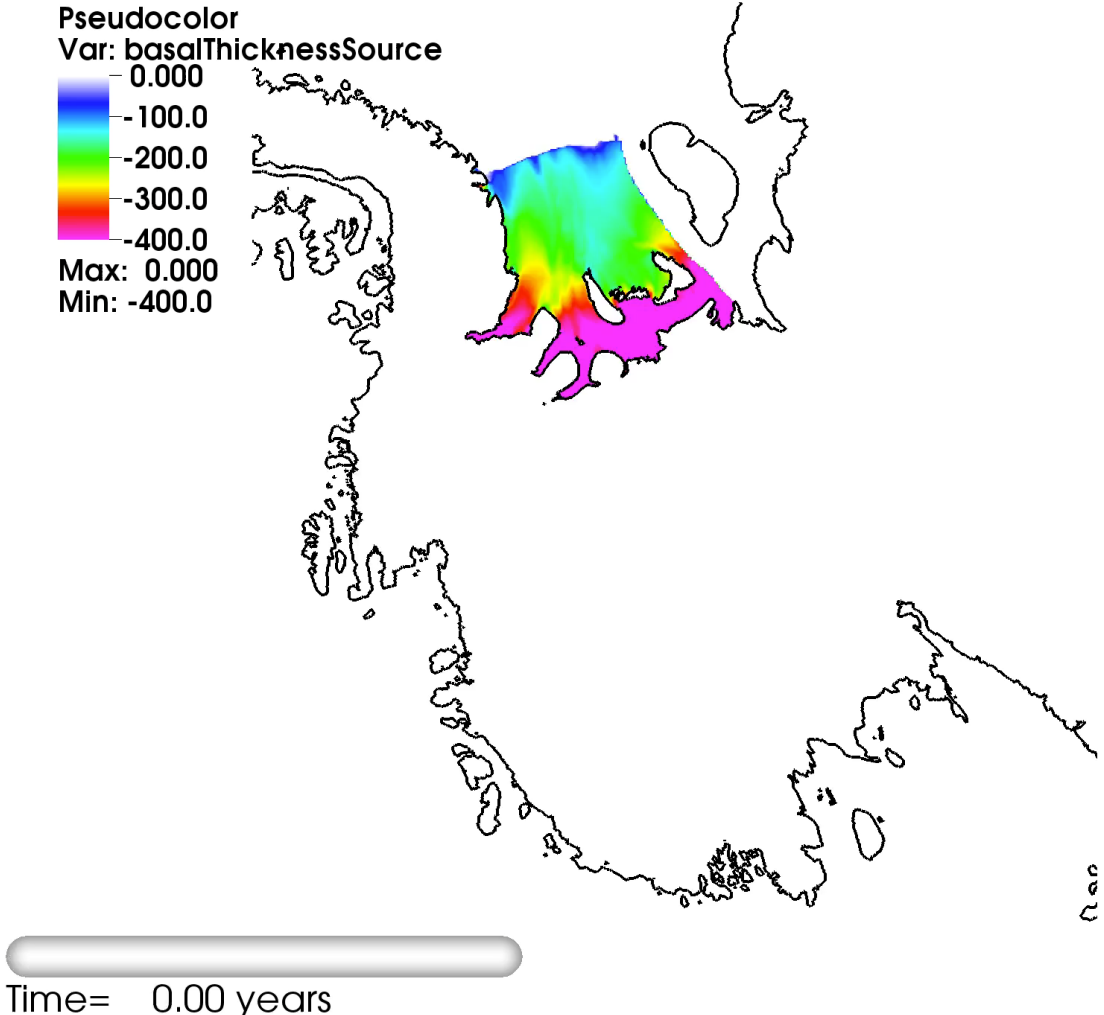 Pseudocolor
Var: basalThicknessSource
0.000
-100.0
-200.0
-300.0
-400.0
Max: 0.000
Min: -400.0
Time= 0.00 years